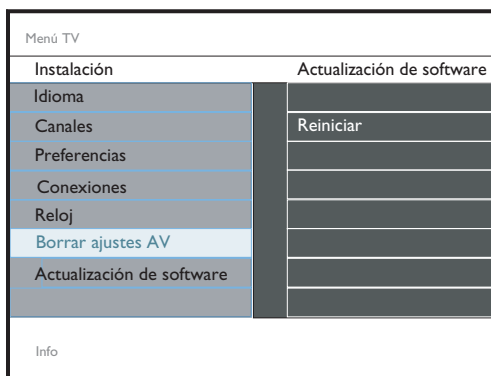 Menú TV
Instalación
Actualización de software
Idioma
Canales
Reiniciar
Preferencias
Conexiones
Reloj
Borrar ajustes AV
Actualización de software
Info